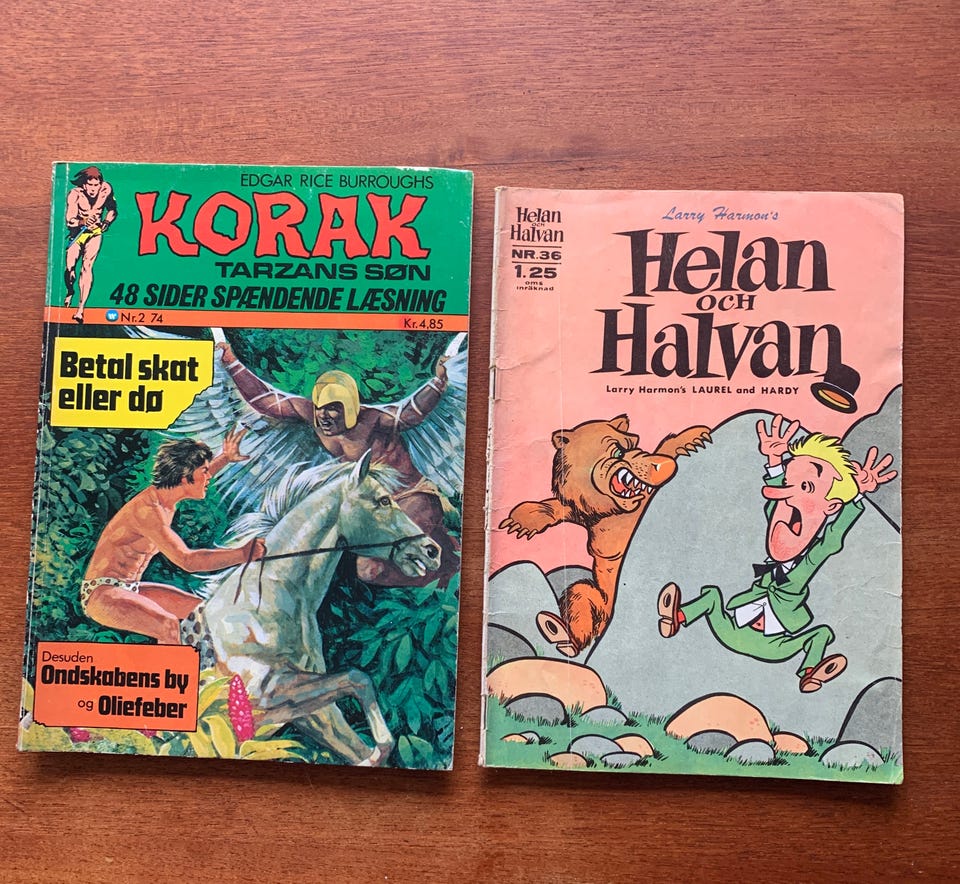 EDGAR RICE BURROUGHS
KORAK
TARZANS SØN
48 SIDER SPÆNDENDE LÆSNING
W Nr.2 74
Kr.4,85
Betal skat
eller dø
Desuden
Ondskabens by
og Oliefeber
Helan
och
Halvan
NR.36
1.25
oms
inräknad
Larry Harmon's
Helan
och
Halvan
Larry Harmon's LAUREL and HARDY